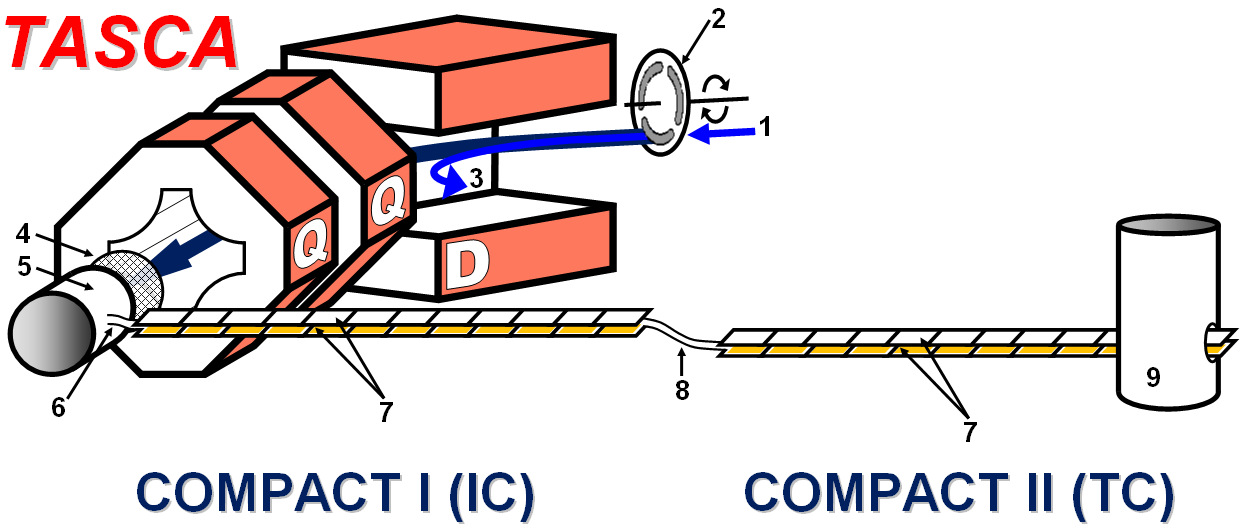 TASCA
2
1
3
Q
Q
4
5
D
6
7
8
7
9
COMPACT I (IC)
COMPACT II (TC)